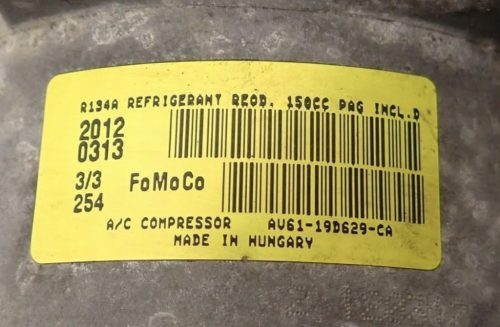 R134A REFRIGERANT REQD. 150CC PAG INCL.D
2012
0313
3/3 FoMoCo
254
A/C COMPRESSOR AV61-19D629-CA
MADE IN HUNGARY